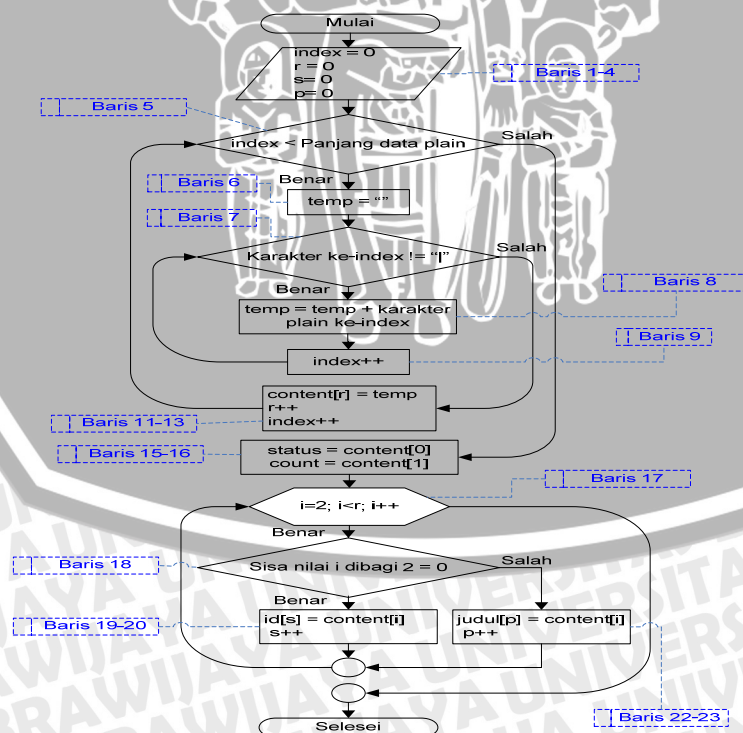 Mulai
index = 0
r = 0
s= 0
p= 0
Baris 1-4
Baris 5
index < Panjang data plain
Salah
Benar
Baris 6
temp = “”
Baris 7
Karakter ke-index != “|”
Salah
Benar
Baris 8
temp = temp + karakter
plain ke-index
Baris 9
index++
content[r] = temp
r++
index++
Baris 11-13
status = content[0]
count = content[1]
Baris 15-16
Baris 17
i=2; i<r; i++
Benar
Baris 18
Sisa nilai i dibagi 2 = 0
Salah
Benar
id[s] = content[i]
s++
judul[p] = content[i]
p++
Baris 19-20
Baris 22-23
Selesei
BRAWIJAYA